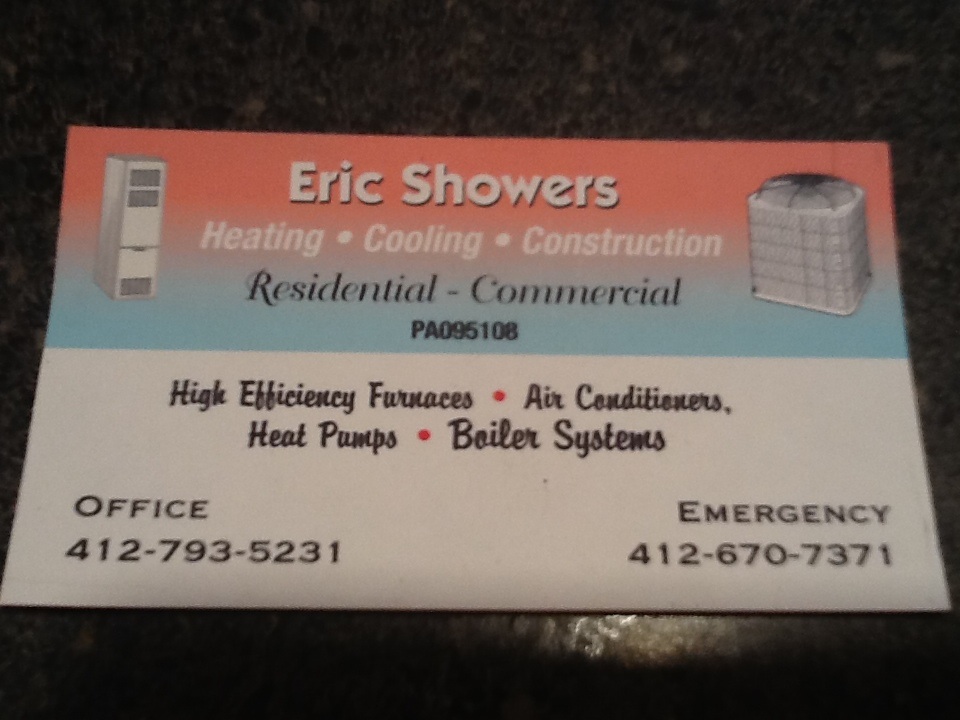 Eric Showers
Heating • Cooling • Construction
Residential - Commercial
PA095108
High Efficiency Furnaces • Air Conditioners,
Heat Pumps • Boiler Systems
OFFICE
412-793-5231
EMERGENCY
412-670-7371